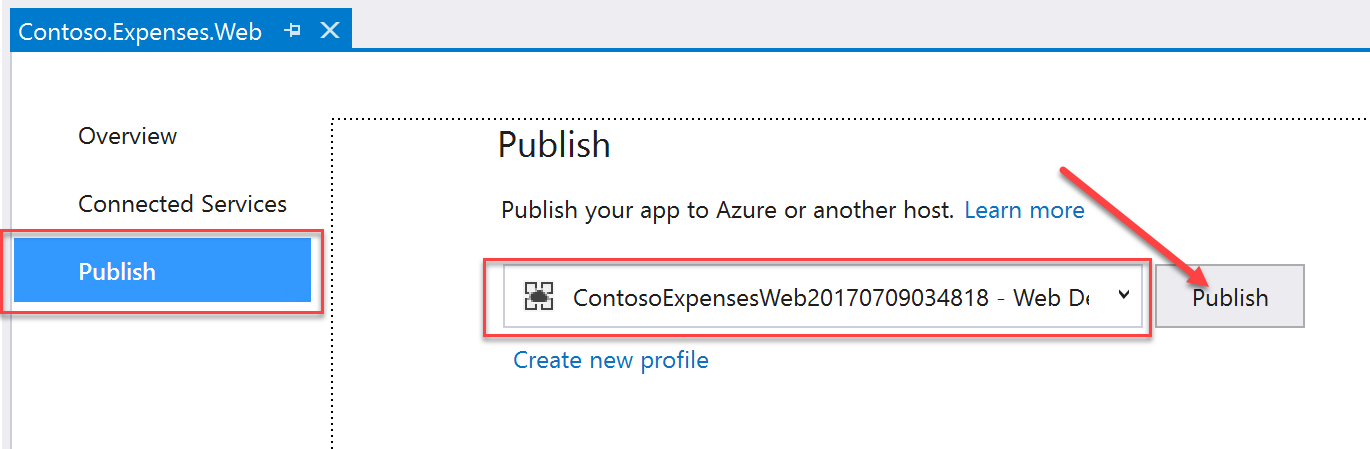 Contoso.Expenses.Web
Overview
Connected Services
Publish
Publish
Publish your app to Azure or another host. Learn more
ContosoExpensesWeb20170709034818 - Web De
Publish
Create new profile